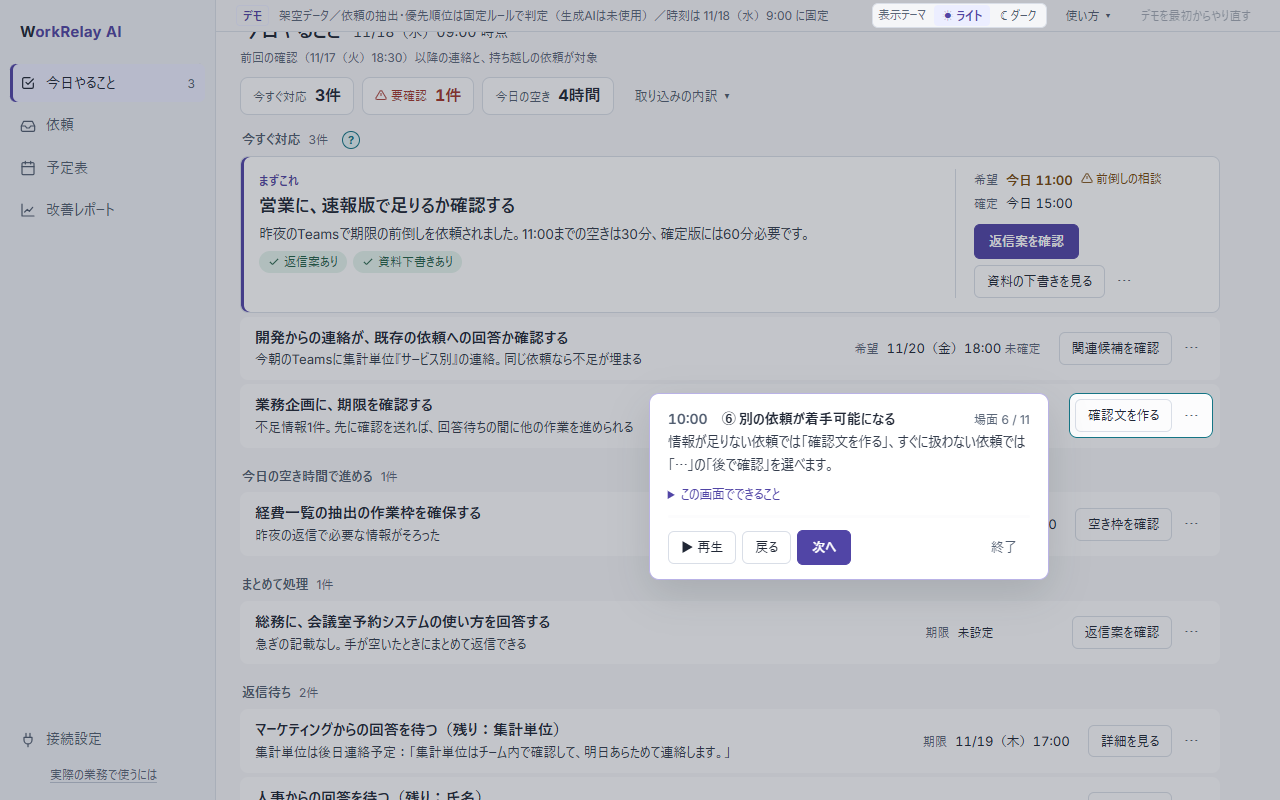 デモ 架空データ／依頼の抽出・優先順位は固定ルールで判定（生成AIは未使用）／時刻は 11/18（水）9:00 に固定 表示テーマ ライト ダーク 使い方 ▼ デモを最初からやり直す
WorkRelay AI
今日やること 3
依頼
予定表
改善レポート
接続設定
実際の業務で使うには
今日やること 11/18（水）09:00 時点
前回の確認（11/17（火）18:30）以降の連絡と、持ち越しの依頼が対象
今すぐ対応 3件 要確認 1件 今日の空き 4時間 取り込みの内訳 ▼
今すぐ対応 3件 ?
まずこれ
営業に、速報版で足りるか確認する
昨夜のTeamsで期限の前倒しを依頼されました。11:00までの空きは30分、確定版には60分必要です。
✓ 返信案あり ✓ 資料下書きあり
希望 今日 11:00 前倒しの相談
確定 今日 15:00
返信案を確認
資料の下書きを見る …
開発からの連絡が、既存の依頼への回答か確認する
今朝のTeamsに集計単位『サービス別』の連絡。同じ依頼なら不足が埋まる
希望 11/20（金）18:00 未確定 関連候補を確認 …
業務企画に、期限を確認する
不足情報1件。先に確認を送れば、回答待ちの間に他の作業を進められる
確認文を作る …
10:00 ⑥ 別の依頼が着手可能になる 場面 6 / 11
情報が足りない依頼では「確認文を作る」、すぐに扱わない依頼では
「…」の「後で確認」を選べます。
▶ この画面でできること
▶ 再生 戻る 次へ 終了
今日の空き時間で進める 1件
経費一覧の抽出の作業枠を確保する
昨夜の返信で必要な情報がそろった
0 空き枠を確認 …
まとめて処理 1件
総務に、会議室予約システムの使い方を回答する
急ぎの記載なし。手が空いたときにまとめて返信できる
期限 未設定 返信案を確認 …
返信待ち 2件
マーケティングからの回答を待つ（残り：集計単位）
集計単位は後日連絡予定：「集計単位はチーム内で確認して、明日あらためて連絡します。」
期限 11/19（木）17:00 詳細を見る …
人事からの回答を待つ（残り：氏名）